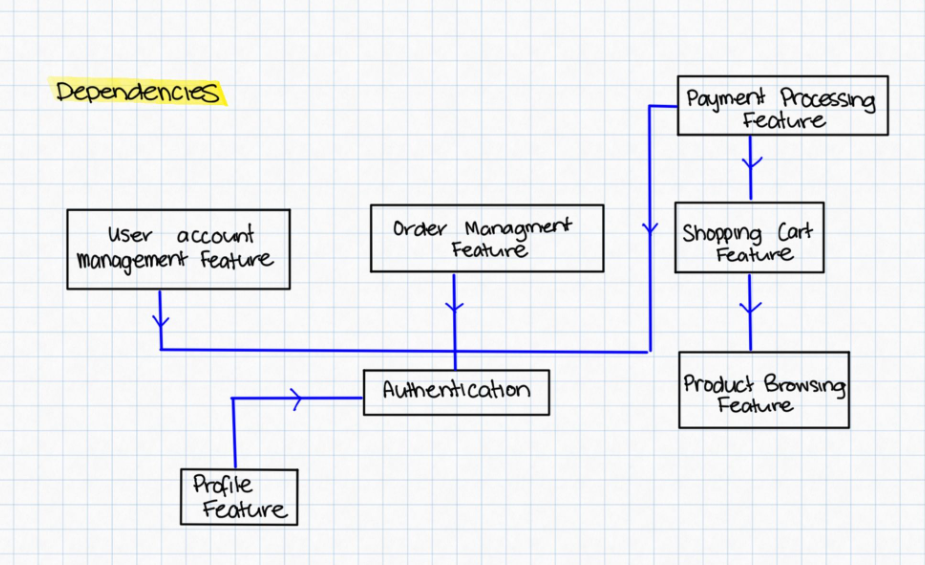 Dependencies
Payment Processing
Feature
User account
management Feature
Order Managment
Feature
Shopping Cart
Feature
Authentication
Product Browsing
Feature
Profile
Feature